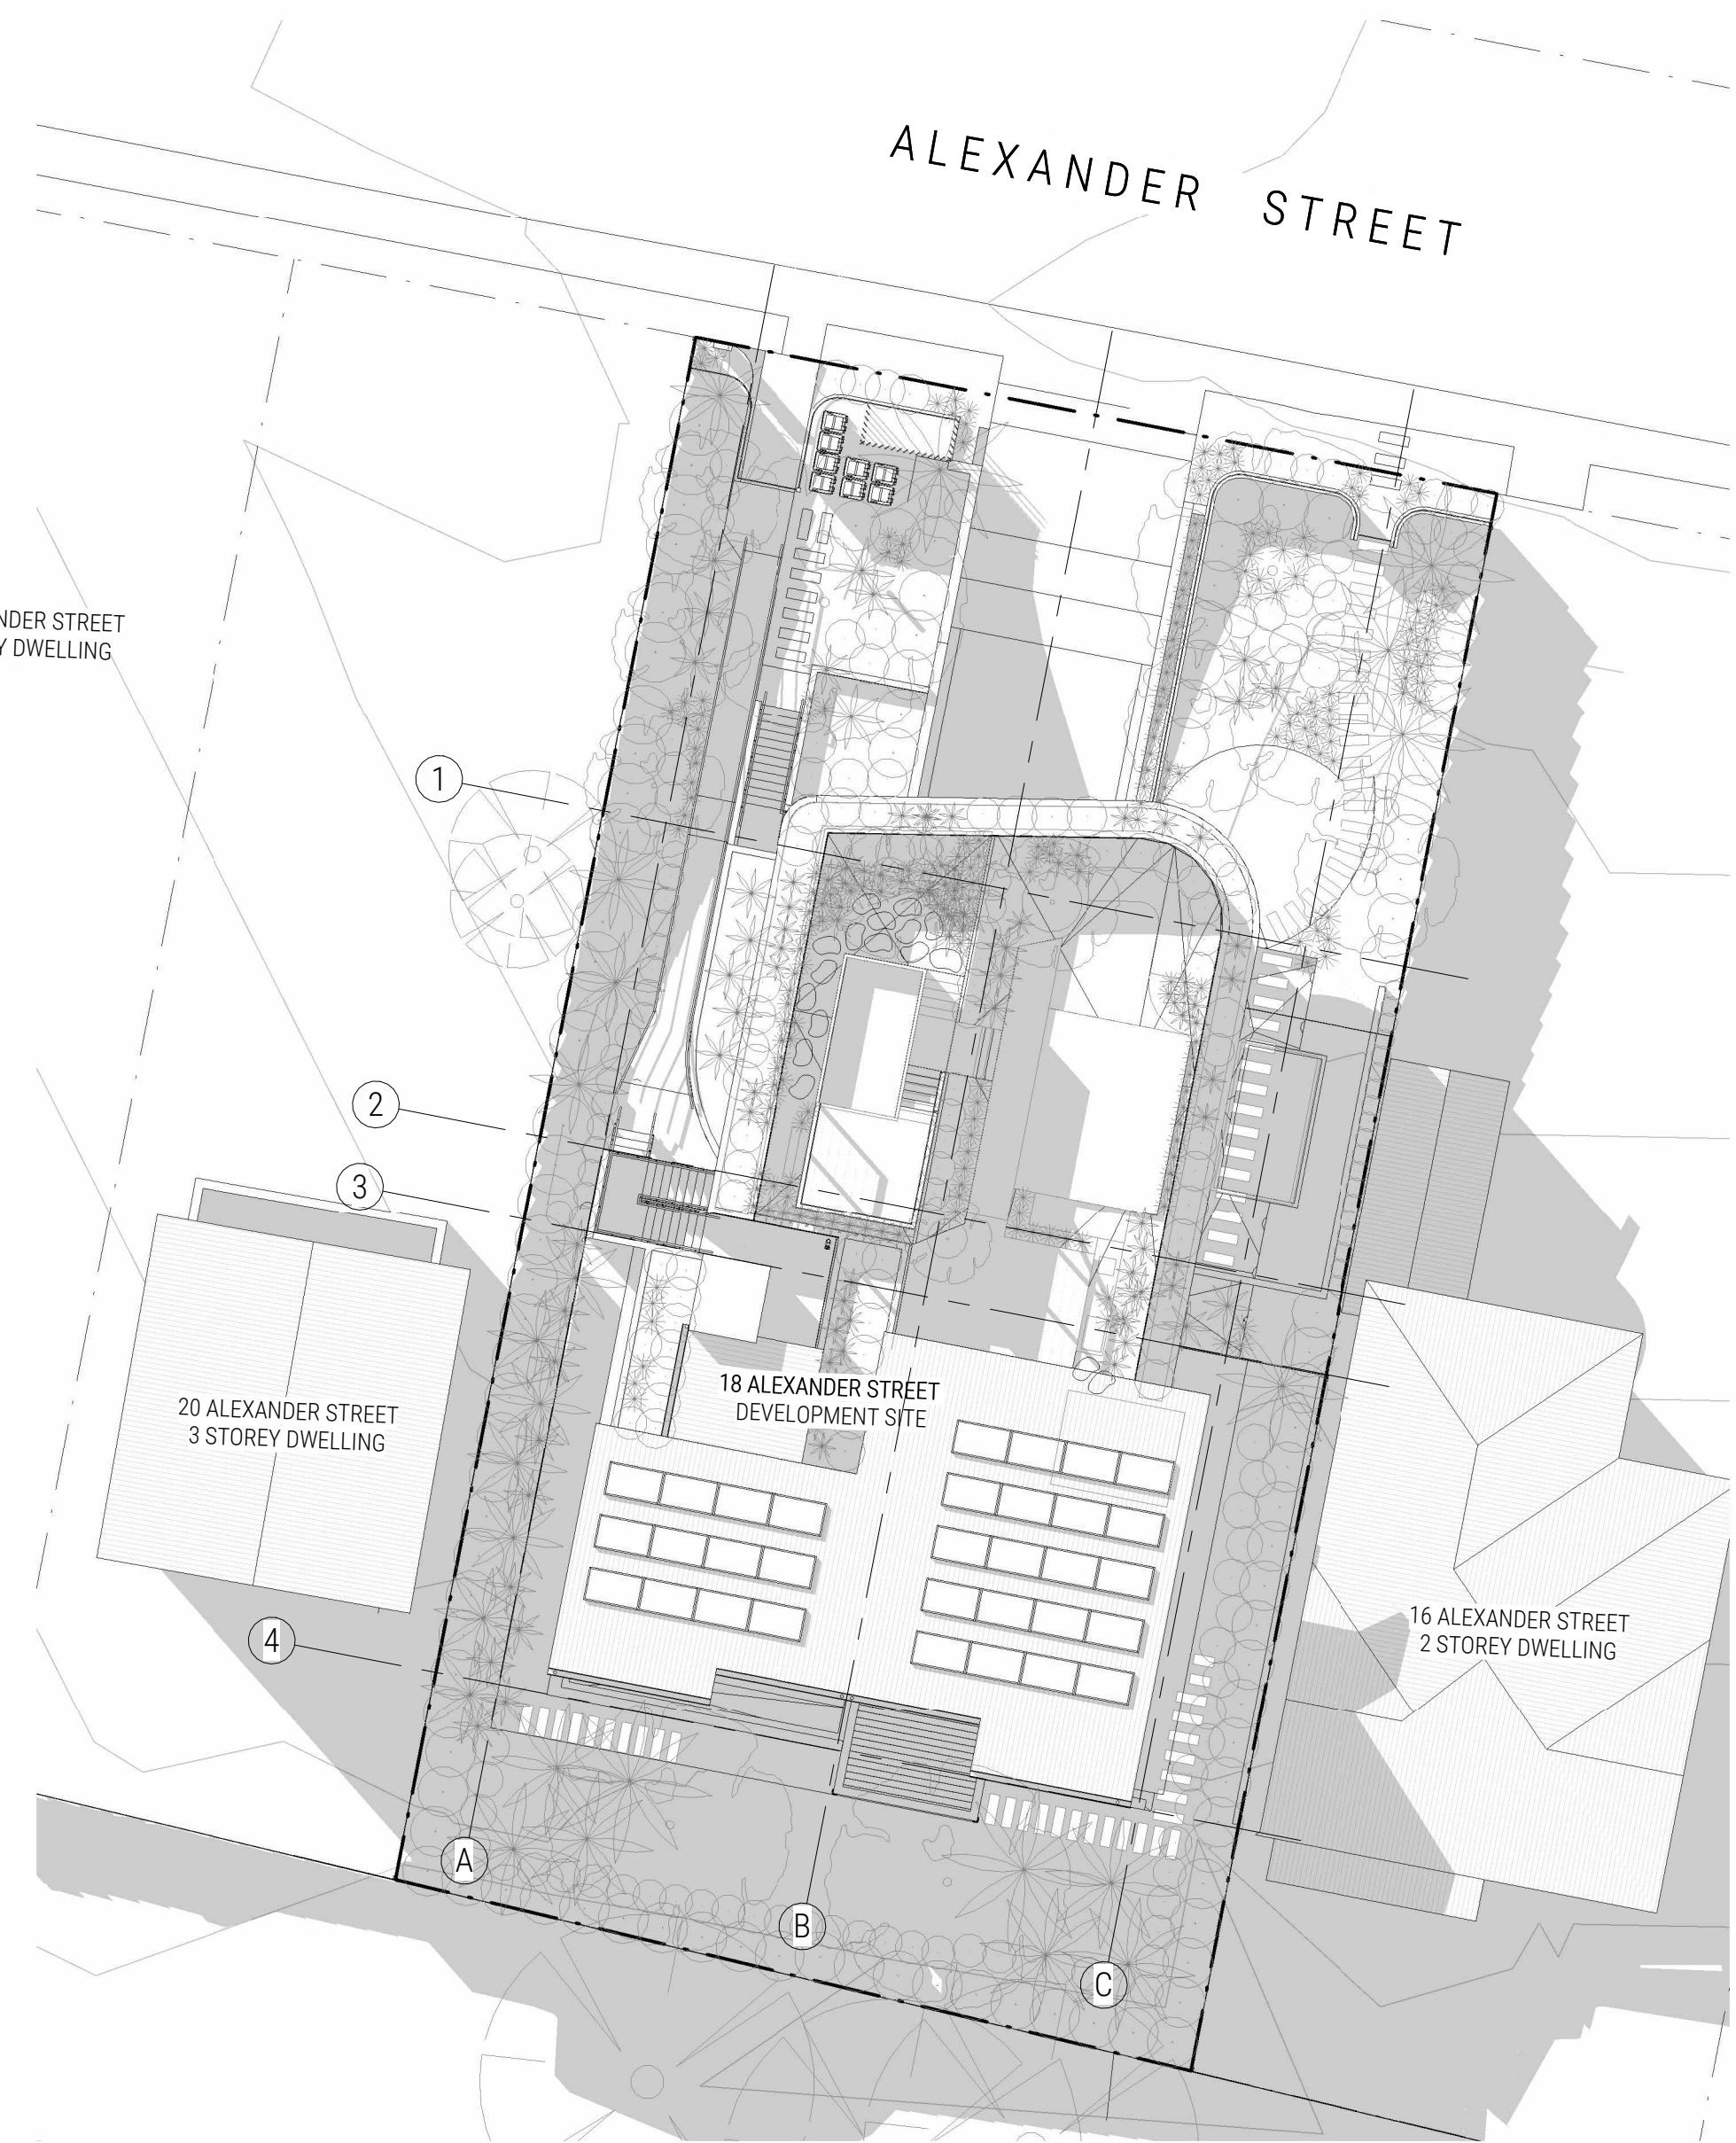 ALEXANDER STREET
NDER STREET
Y DWELLING
1
2
3
18 ALEXANDER STREET
DEVELOPMENT SITE
20 ALEXANDER STREET
3 STOREY DWELLING
16 ALEXANDER STREET
2 STOREY DWELLING
4
A
B
C